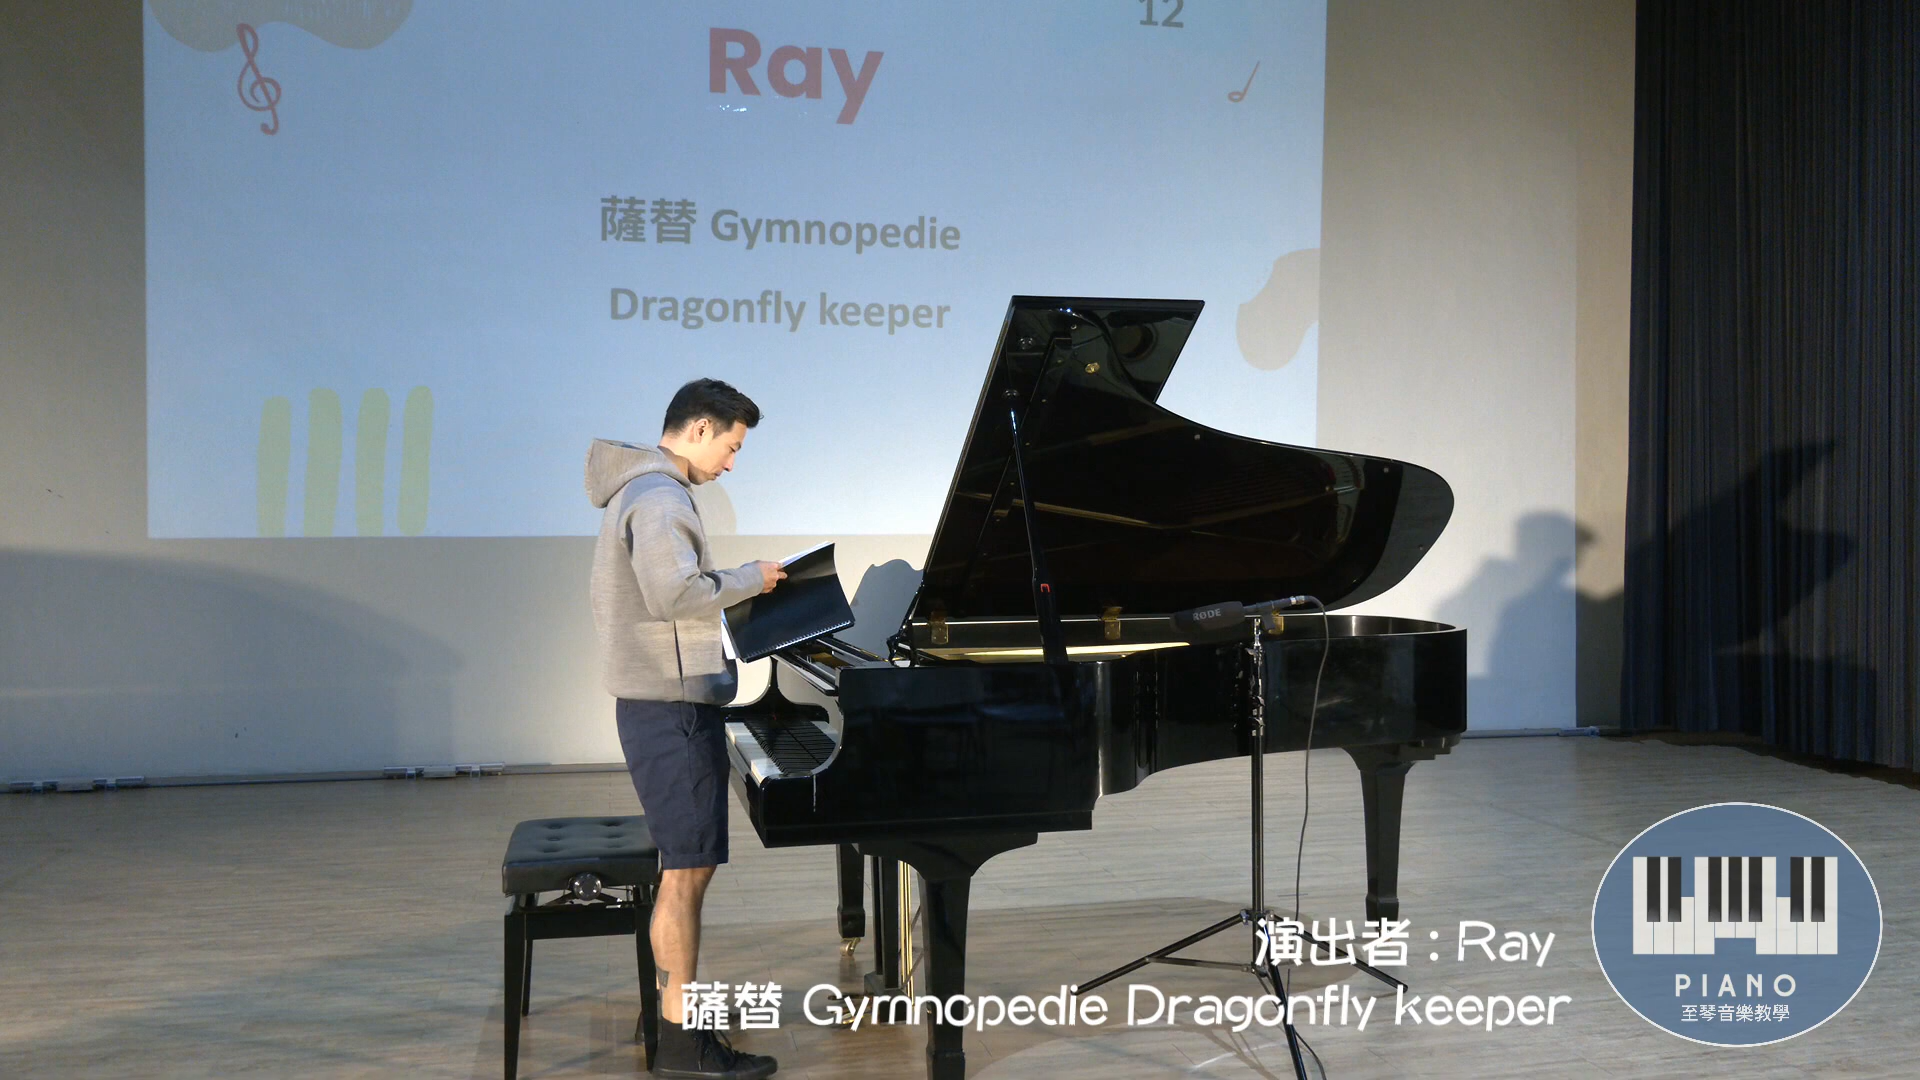 12
Ray
薩替 Gymnopedie
Dragonfly keeper
RØDE
演出者 : Ray
薩替 Gymnopedie Dragonfly keeper
PIANO
至琴音樂教學